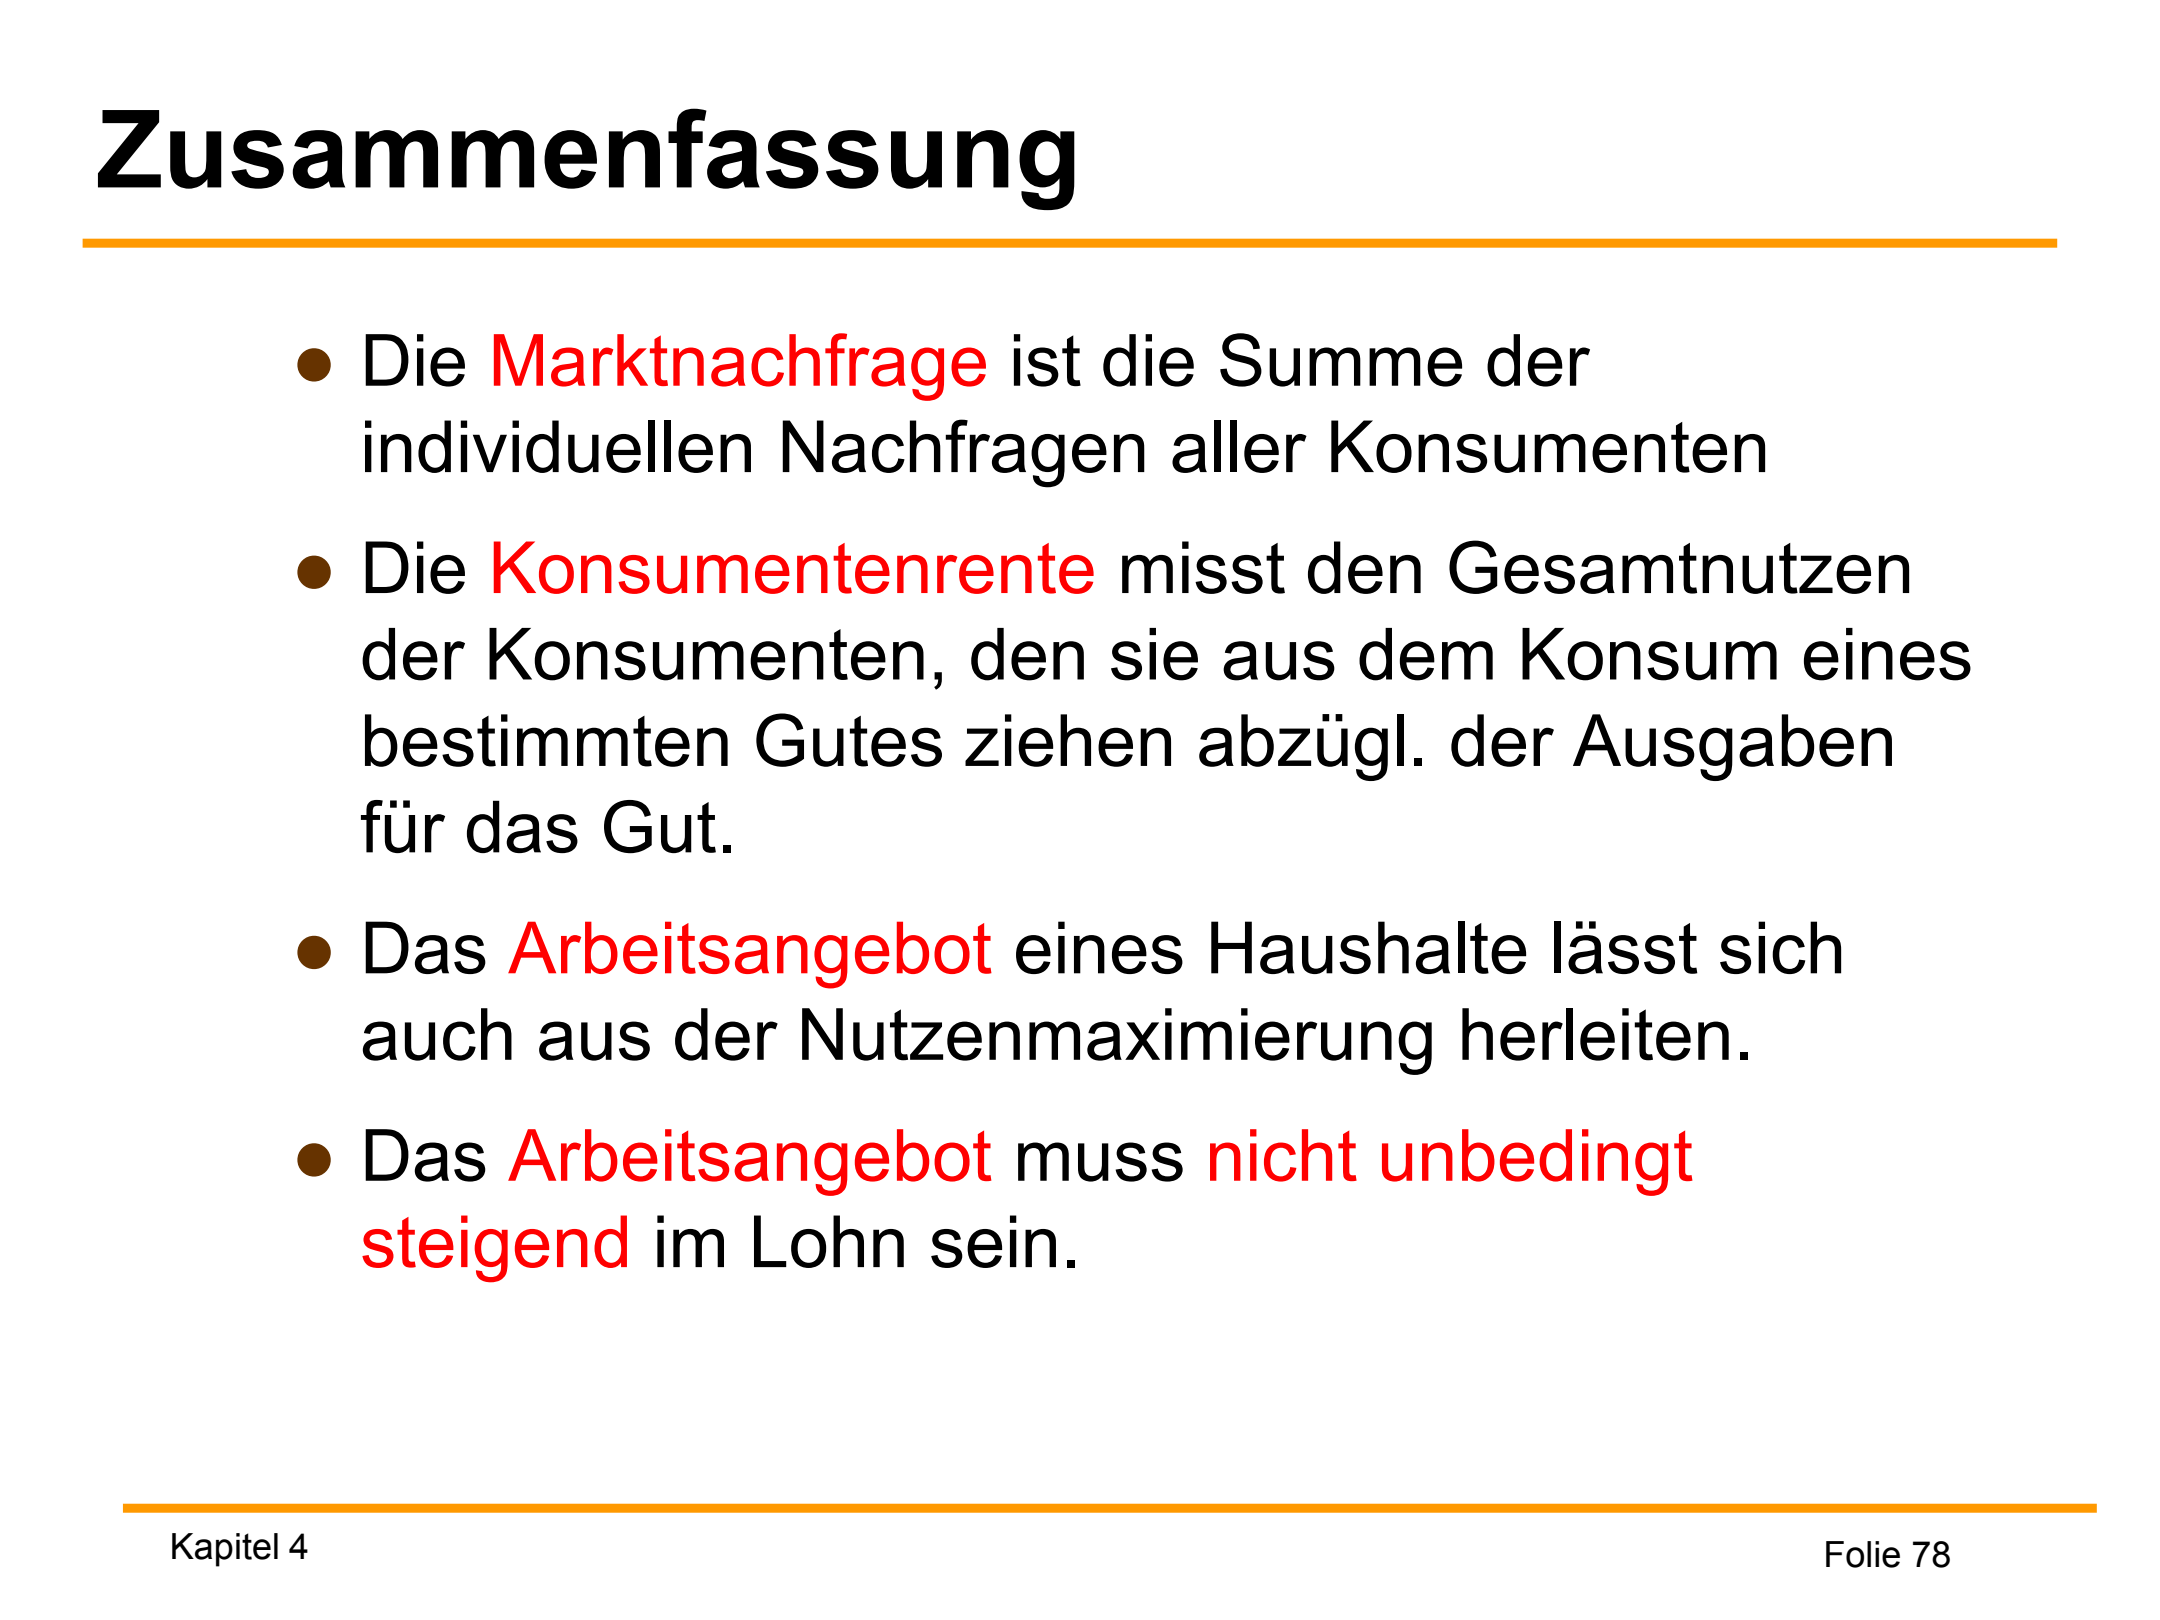 Zusammenfassung
Die Marktnachfrage ist die Summe der
individuellen Nachfragen aller Konsumenten
Die Konsumentenrente misst den Gesamtnutzen
der Konsumenten, den sie aus dem Konsum eines
bestimmten Gutes ziehen abzügl. der Ausgaben
für das Gut.
Das Arbeitsangebot eines Haushalte lässt sich
auch aus der Nutzenmaximierung herleiten.
Das Arbeitsangebot muss nicht unbedingt
steigend im Lohn sein.
Kapitel 4
Folie 78